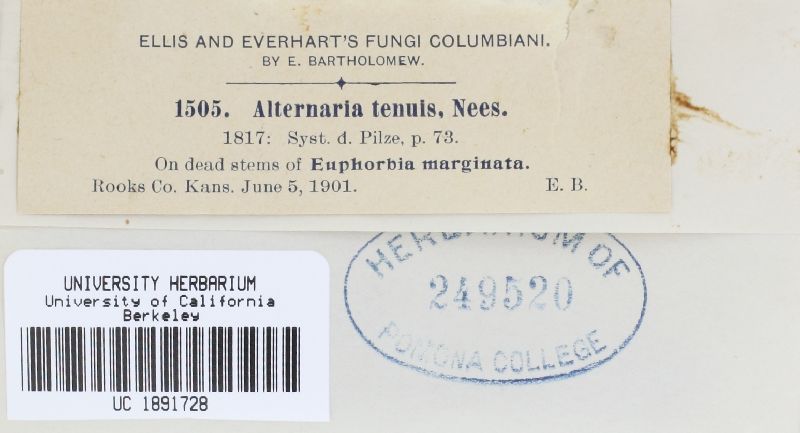 ELLIS AND EVERHART'S FUNGI COLUMBIANI.
BY E. BARTHOLOMEW.
1505. Alternaria tenuis, Nees.
1817: Syst. d. Pilze, p. 73.
On dead stems of Euphorbia marginata.
Rooks Co. Kans. June 5, 1901. E. B.
HERBARIUM OF
249520
POMONA COLLEGE
UNIVERSITY HERBARIUM
University of California
Berkeley
UC 1891728